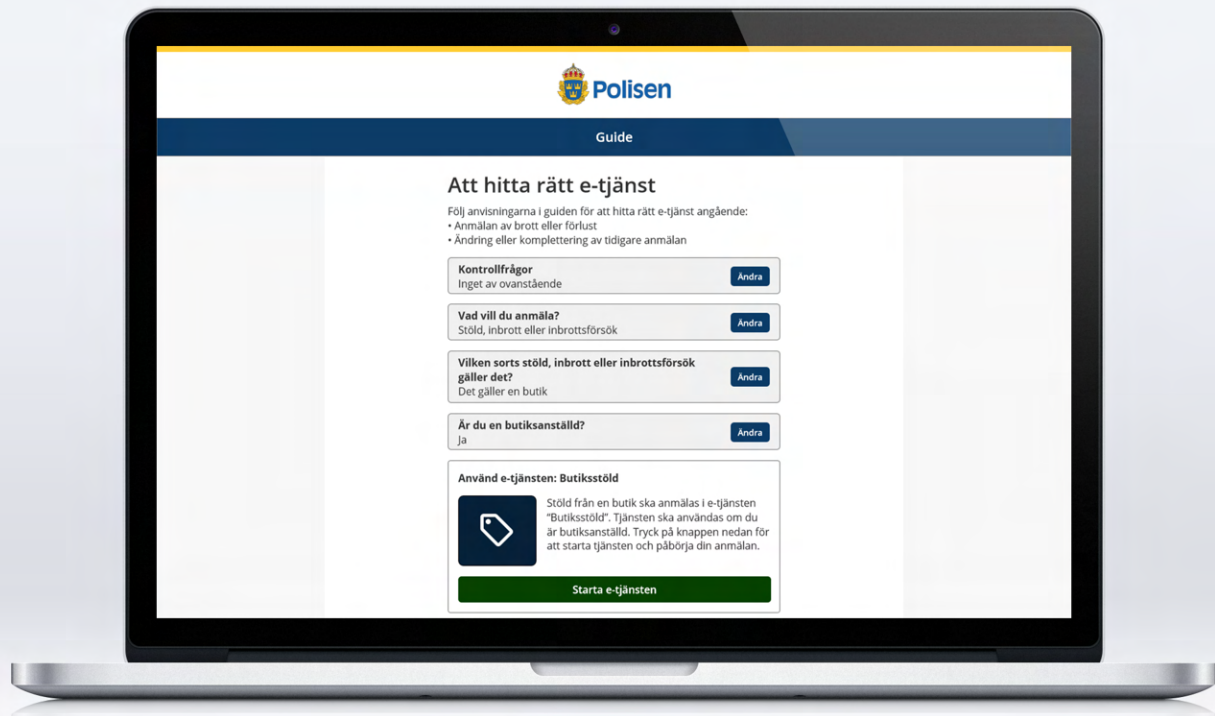 Polisen
Guide
Att hitta rätt e-tjänst
Följ anvisningarna i guiden för att hitta rätt e-tjänst angående:
• Anmälan av brott eller förlust
• Ändring eller komplettering av tidigare anmälan
Kontrollfrågor
Inget av ovanstående
Ändra
Vad vill du anmäla?
Stöld, inbrott eller inbrottsförsök
Ändra
Vilken sorts stöld, inbrott eller inbrottsförsök
gäller det?
Det gäller en butik
Ändra
Är du en butiksanställd?
Ja
Ändra
Använd e-tjänsten: Butiksstöld
Stöld från en butik ska anmälas i e-tjänsten
"Butiksstöld". Tjänsten ska användas om du
är butiksanställd. Tryck på knappen nedan för
att starta tjänsten och påbörja din anmälan.
Starta e-tjänsten